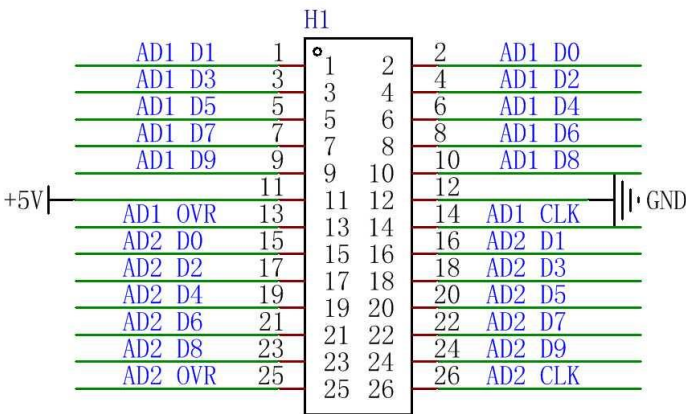 H1
AD1 D1 1 1 2 2 AD1 D0
AD1 D3 3 3 4 4 AD1 D2
AD1 D5 5 5 6 6 AD1 D4
AD1 D7 7 7 8 8 AD1 D6
AD1 D9 9 9 10 10 AD1 D8
+5V 11 11 12 12 GND
AD1 OVR 13 13 14 14 AD1 CLK
AD2 D0 15 15 16 16 AD2 D1
AD2 D2 17 17 18 18 AD2 D3
AD2 D4 19 19 20 20 AD2 D5
AD2 D6 21 21 22 22 AD2 D7
AD2 D8 23 23 24 24 AD2 D9
AD2 OVR 25 25 26 26 AD2 CLK